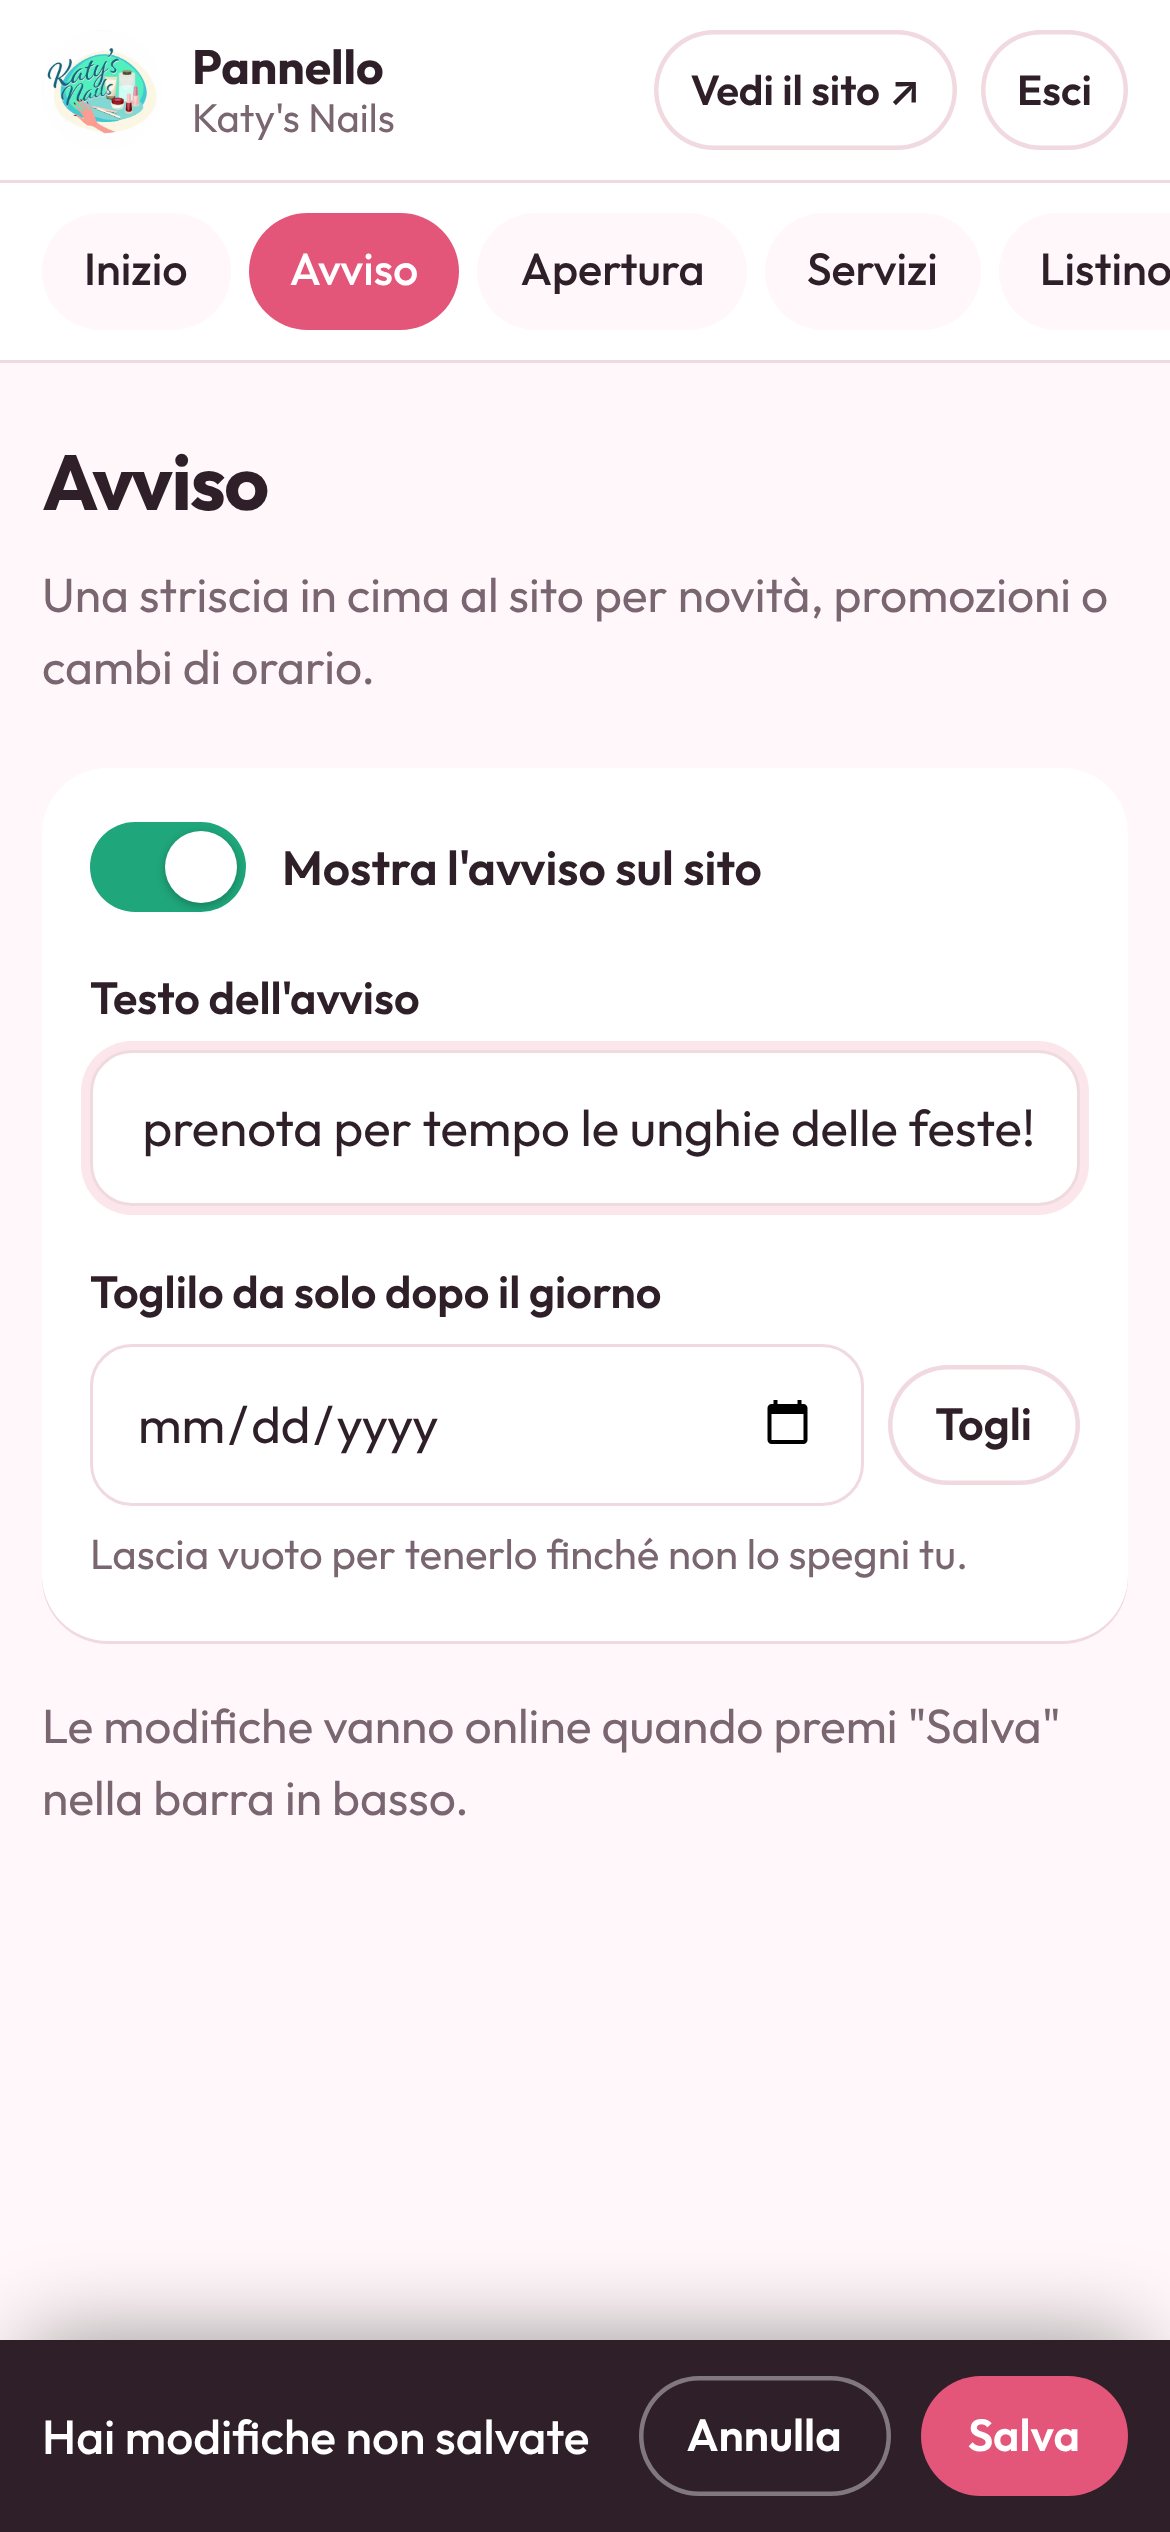 Katy's
Nails
Pannello
Katy's Nails
Vedi il sito ↗
Esci
Inizio
Avviso
Apertura
Servizi
Listino
Avviso
Una striscia in cima al sito per novità, promozioni o
cambi di orario.
Mostra l'avviso sul sito
Testo dell'avviso
prenota per tempo le unghie delle feste!
Toglilo da solo dopo il giorno
mm/dd/yyyy
Togli
Lascia vuoto per tenerlo finché non lo spegni tu.
Le modifiche vanno online quando premi "Salva"
nella barra in basso.
Hai modifiche non salvate
Annulla
Salva